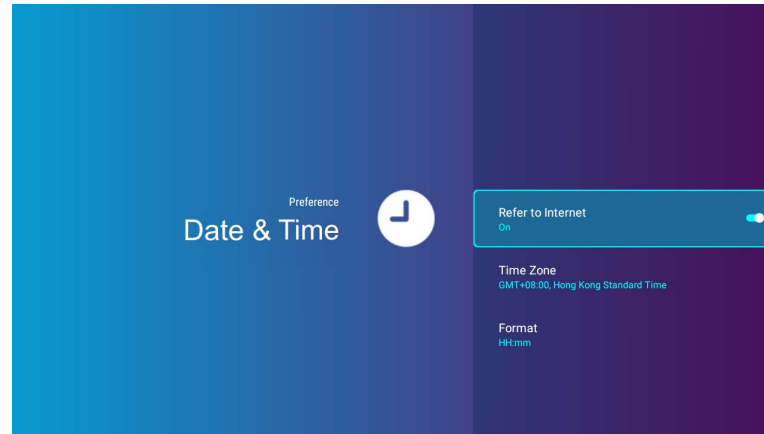 Preference
Date & Time
Refer to Internet
On
Time Zone
GMT+08:00, Hong Kong Standard Time
Format
HH:mm